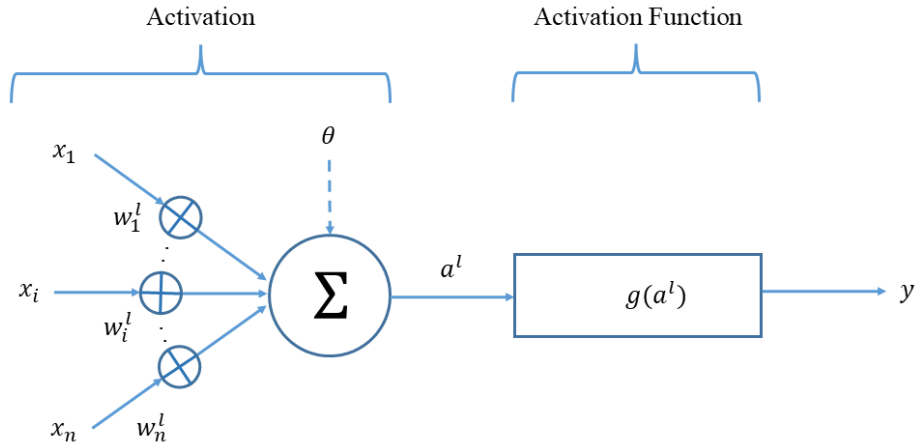 Activation
Activation Function
θ
x₁
w₁ˡ
aˡ
xᵢ
Σ
g(aˡ)
y
wᵢˡ
xₙ
wₙˡ